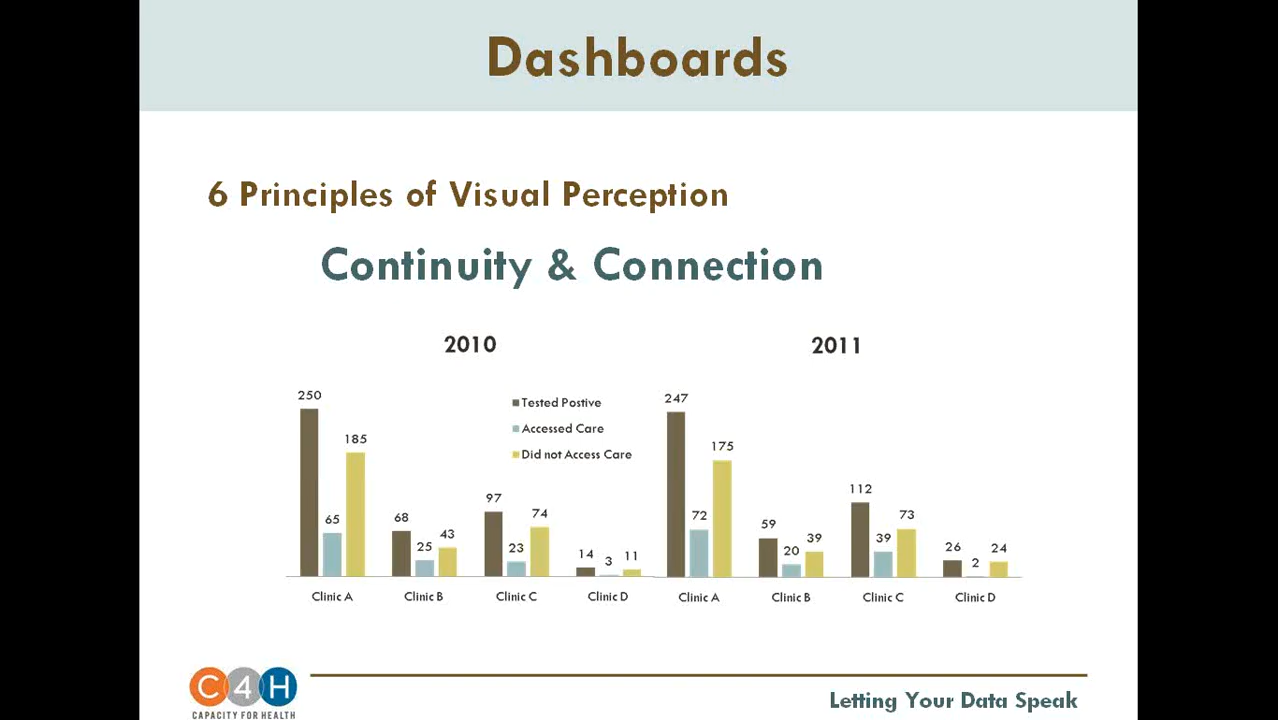 Dashboards
6 Principles of Visual Perception
Continuity & Connection
2010
2011
250
65
185
68
25
43
97
23
74
14
3
11
Tested Postive
Accessed Care
Did not Access Care
247
72
175
59
20
39
112
39
73
26
2
24
Clinic A
Clinic B
Clinic C
Clinic D
Clinic A
Clinic B
Clinic C
Clinic D
C4H
CAPACITY FOR HEALTH
Letting Your Data Speak